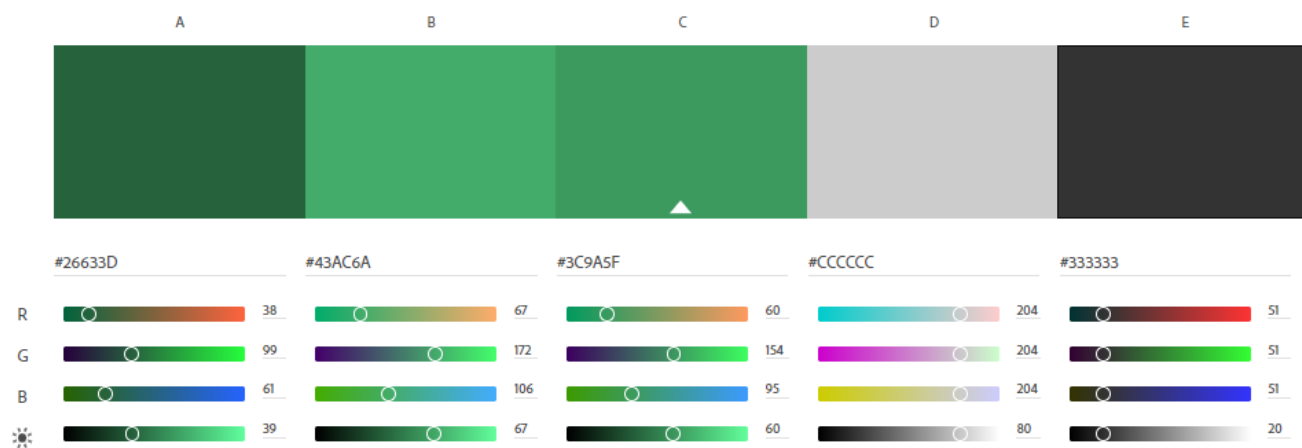 A B C D E
#26633D #43AC6A #3C9A5F #CCCCCC #333333
R 38 67 60 204 51
G 99 172 154 204 51
B 61 106 95 204 51
39 67 60 80 20